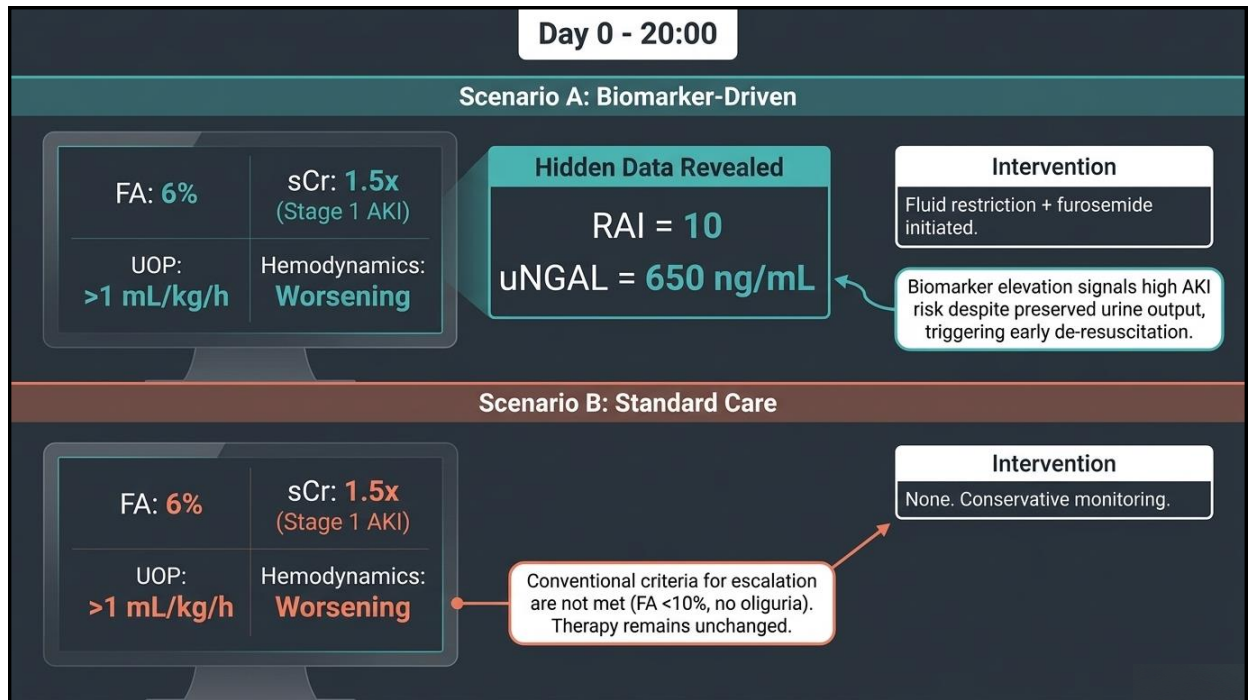 Day 0 - 20:00
Scenario A: Biomarker-Driven
FA: 6%
sCr: 1.5x
(Stage 1 AKI)
UOP:
>1 mL/kg/h
Hemodynamics:
Worsening
Hidden Data Revealed
RAI = 10
uNGAL = 650 ng/mL
Intervention
Fluid restriction + furosemide
initiated.
Biomarker elevation signals high AKI
risk despite preserved urine output,
triggering early de-resuscitation.
Scenario B: Standard Care
FA: 6%
sCr: 1.5x
(Stage 1 AKI)
UOP:
>1 mL/kg/h
Hemodynamics:
Worsening
Conventional criteria for escalation
are not met (FA <10%, no oliguria).
Therapy remains unchanged.
Intervention
None. Conservative monitoring.